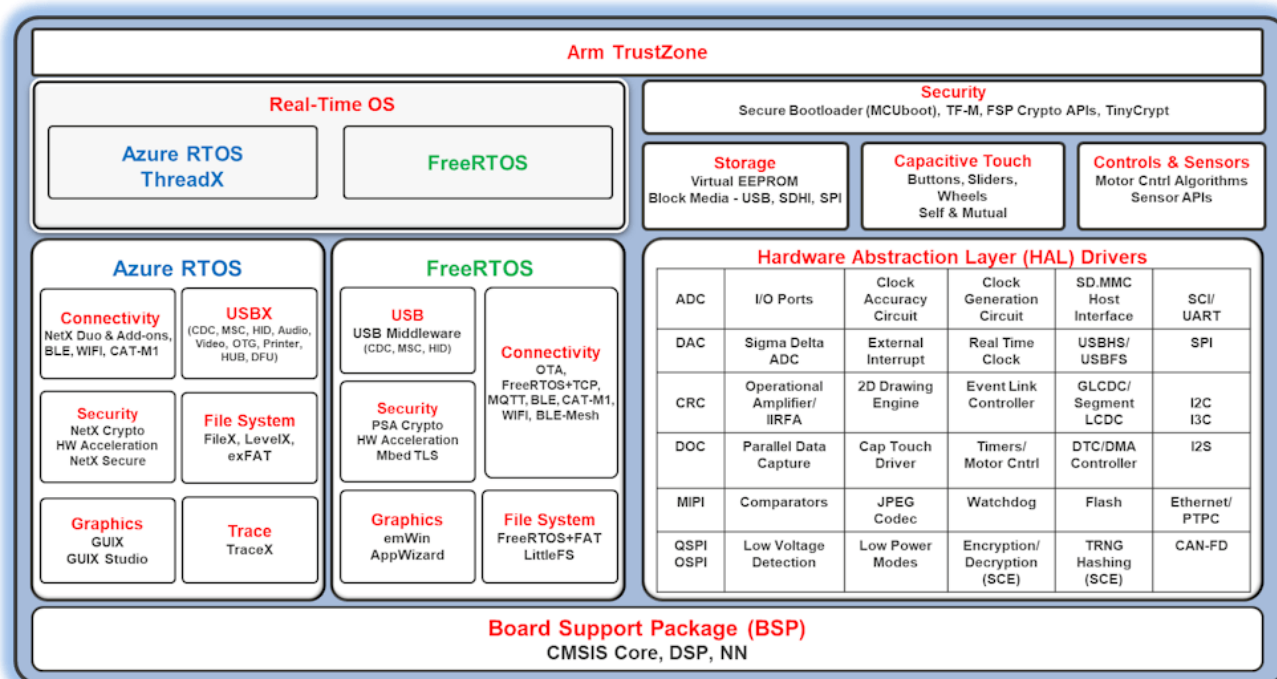 Arm TrustZone
Real-Time OS
Azure RTOS
ThreadX
FreeRTOS
Security
Secure Bootloader (MCUboot), TF-M, FSP Crypto APIs, TinyCrypt
Storage
Virtual EEPROM
Block Media - USB, SDHI, SPI
Capacitive Touch
Buttons, Sliders,
Wheels
Self & Mutual
Controls & Sensors
Motor Cntrl Algorithms
Sensor APIs
Azure RTOS
Connectivity
NetX Duo & Add-ons,
BLE, WIFI, CAT-M1
USBX
(CDC, MSC, HID, Audio,
Video, OTG, Printer,
HUB, DFU)
Security
NetX Crypto
HW Acceleration
NetX Secure
File System
FileX, LevelX,
exFAT
Graphics
GUIX
GUIX Studio
Trace
TraceX
FreeRTOS
USB
USB Middleware
(CDC, MSC, HID)
Connectivity
OTA,
FreeRTOS+TCP,
MQTT, BLE, CAT-M1,
WIFI, BLE-Mesh
Security
PSA Crypto
HW Acceleration
Mbed TLS
Graphics
emWin
AppWizard
File System
FreeRTOS+FAT
LittleFS
Hardware Abstraction Layer (HAL) Drivers
ADC
I/O Ports
Clock
Accuracy
Circuit
Clock
Generation
Circuit
SD.MMC
Host
Interface
SCI/
UART
DAC
Sigma Delta
ADC
External
Interrupt
Real Time
Clock
USBHS/
USBFS
SPI
CRC
Operational
Amplifier/
IIRFA
2D Drawing
Engine
Event Link
Controller
GLCDC/
Segment
LCDC
I2C
I3C
DOC
Parallel Data
Capture
Cap Touch
Driver
Timers/
Motor Cntrl
DTC/DMA
Controller
I2S
MIPI
Comparators
JPEG
Codec
Watchdog
Flash
Ethernet/
PTPC
QSPI
OSPI
Low Voltage
Detection
Low Power
Modes
Encryption/
Decryption
(SCE)
TRNG
Hashing
(SCE)
CAN-FD
Board Support Package (BSP)
CMSIS Core, DSP, NN